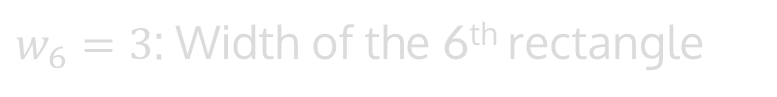 w₆ = 3: Width of the 6ᵗʰ rectangle